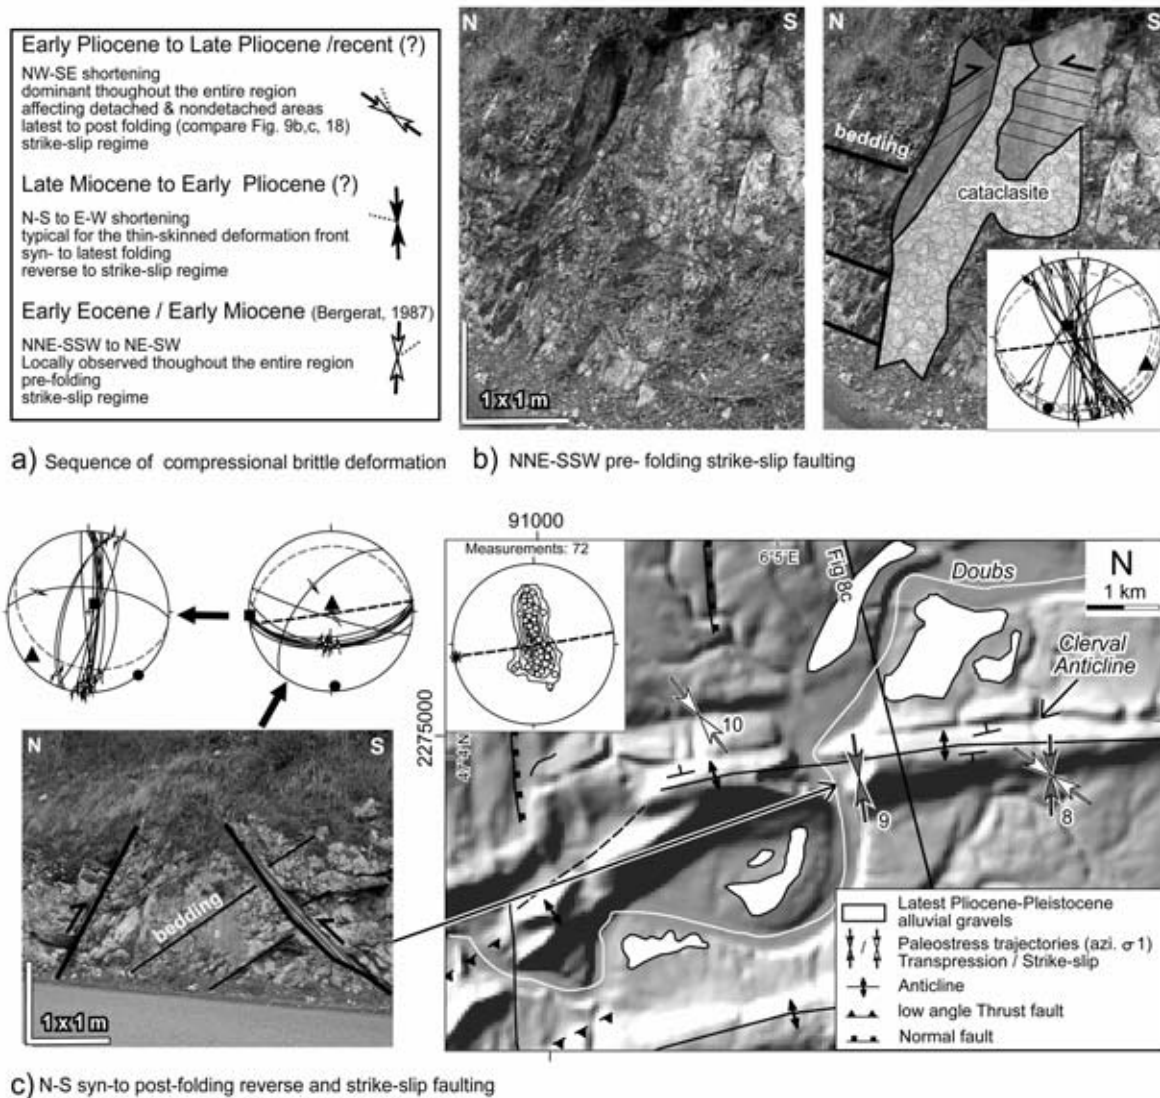 Early Pliocene to Late Pliocene /recent (?)
NW-SE shortening
dominant thoughout the entire region
affecting detached & nondetached areas
latest to post folding (compare Fig. 9b,c, 18)
strike-slip regime
Late Miocene to Early Pliocene (?)
N-S to E-W shortening
typical for the thin-skinned deformation front
syn- to latest folding
reverse to strike-slip regime
Early Eocene / Early Miocene (Bergerat, 1987)
NNE-SSW to NE-SW
Locally observed thoughout the entire region
pre-folding
strike-slip regime
a) Sequence of compressional brittle deformation
N S
1 x 1 m
N S
bedding
cataclasite
b) NNE-SSW pre- folding strike-slip faulting
N S
bedding
1 x 1 m
91000
Measurements: 72
6°5'E
Fig 8c
Doubs
N
1 km
Clerval
Anticline
2275000
47°4'N
10
9
8
Latest Pliocene-Pleistocene
alluvial gravels
Paleostress trajectories (azi. σ1)
Transpression / Strike-slip
Anticline
low angle Thrust fault
Normal fault
c) N-S syn-to post-folding reverse and strike-slip faulting